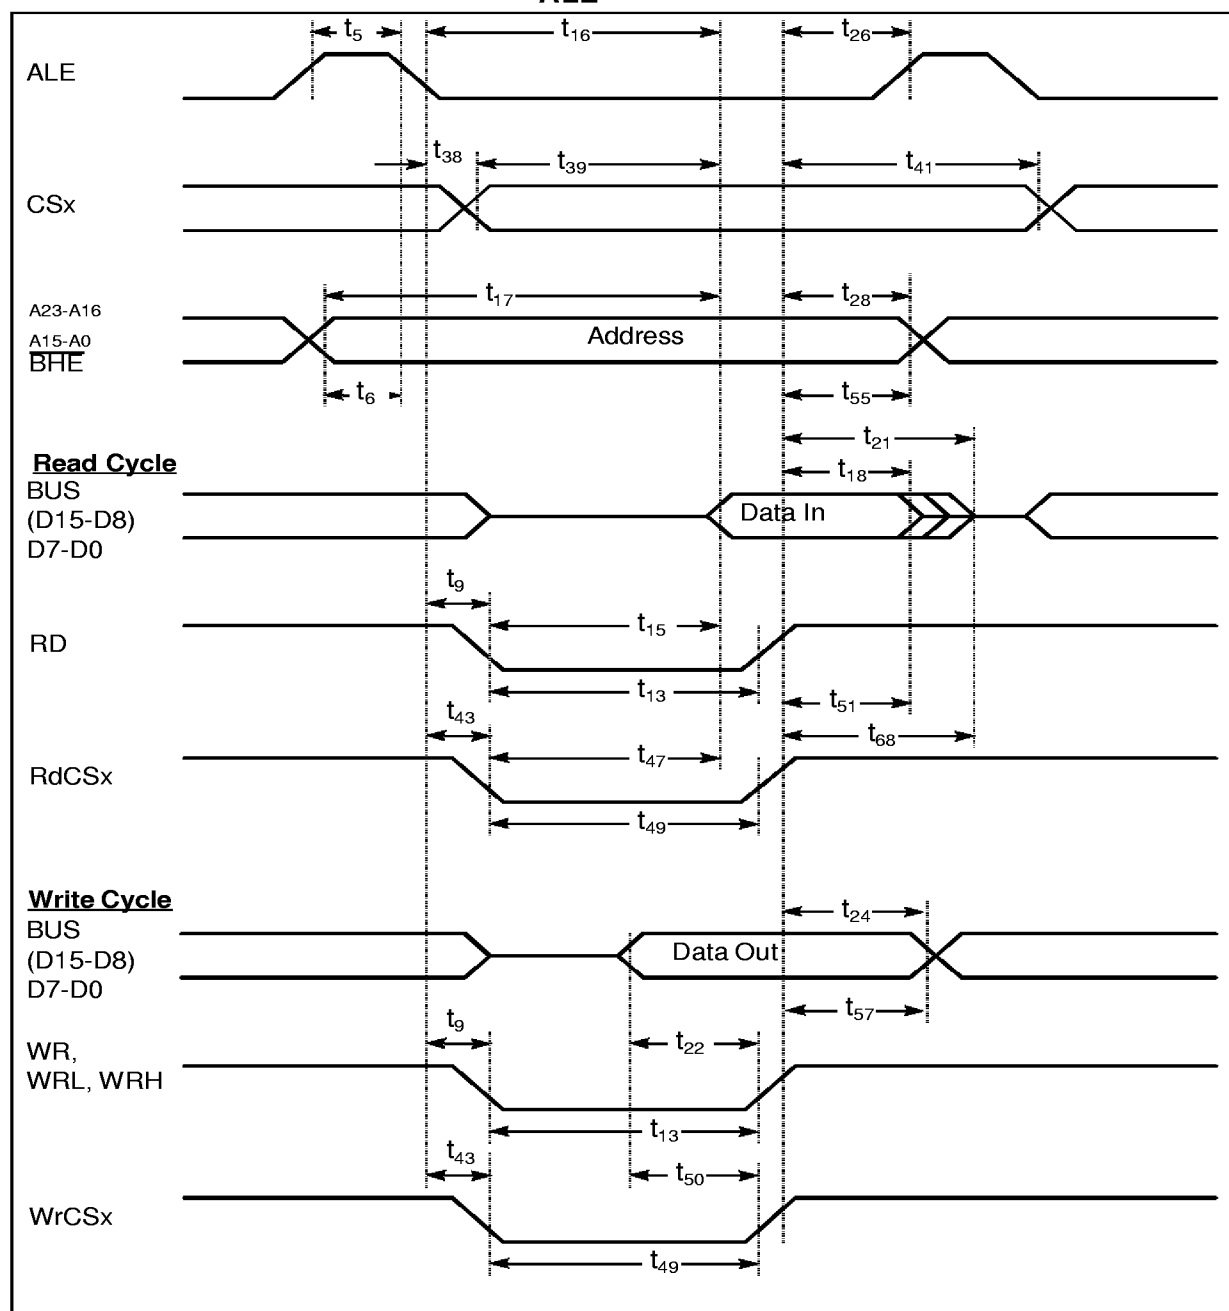 ALE
t5
t16
t26
ALE
t38
t39
t41
CSx
t17
t28
A23-A16
A15-A0
BHE
Address
t6
t55
t21
Read Cycle
t18
BUS
(D15-D8)
D7-D0
Data In
t9
RD
t15
t13
t51
t43
t68
RdCSx
t47
t49
Write Cycle
t24
BUS
(D15-D8)
D7-D0
Data Out
t57
t9
t22
WR,
WRL, WRH
t13
t43
t50
WrCSx
t49